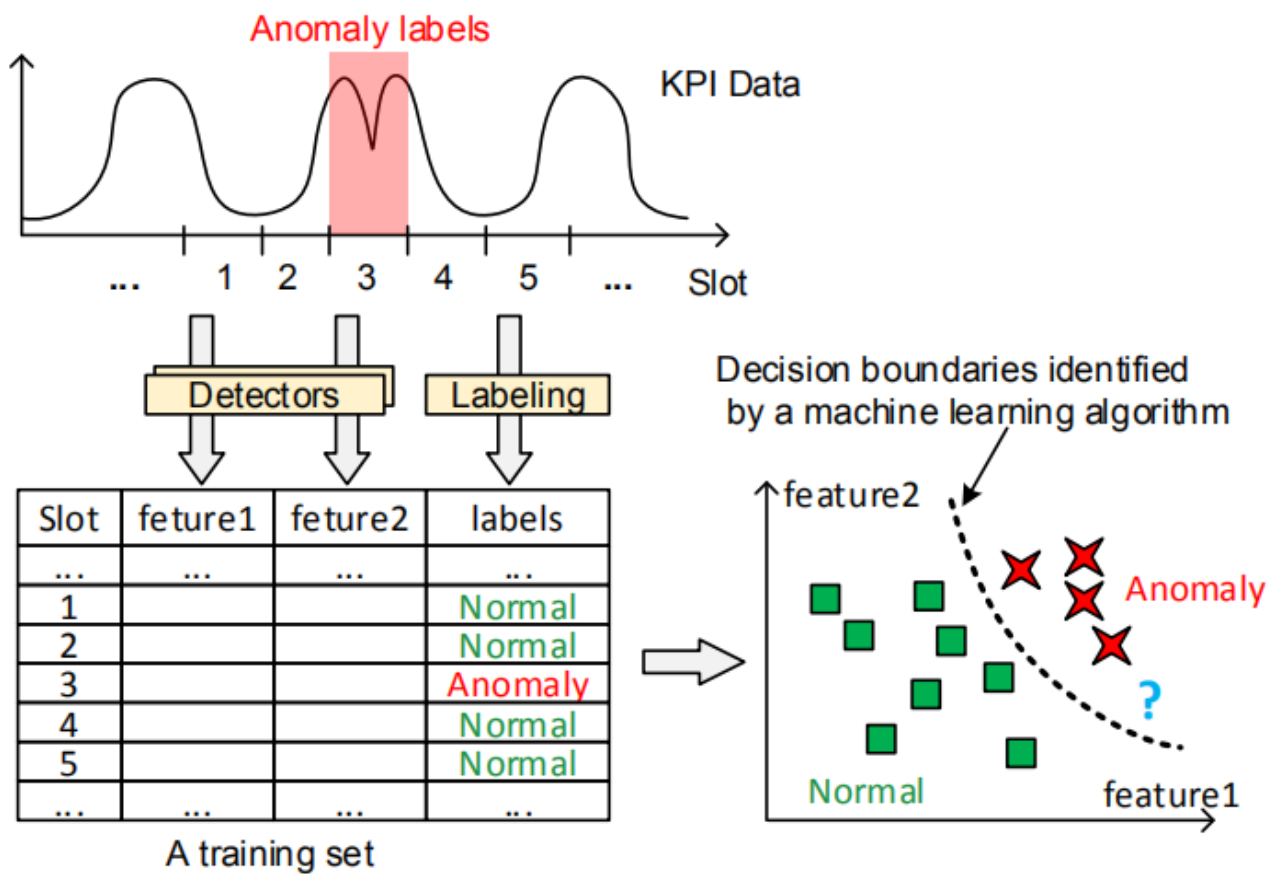 Anomaly labels
KPI Data
... 1 2 3 4 5 ... Slot
Detectors
Labeling
Slot feture1 feture2 labels
... ... ... ...
1 Normal
2 Normal
3 Anomaly
4 Normal
5 Normal
... ... ... ...
A training set
Decision boundaries identified
by a machine learning algorithm
feature2
Anomaly
?
Normal
feature1